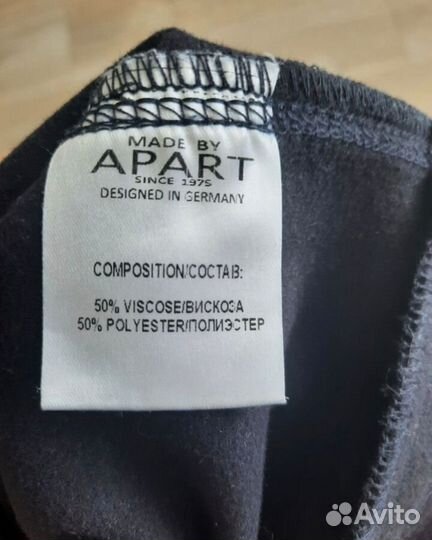 MADE BY
APART
SINCE 1975
DESIGNED IN GERMANY
COMPOSITION/СОСТАВ:
50% VISCOSE/ВИСКОЗА
50% POLYESTER/ПОЛИЭСТЕР
Avito